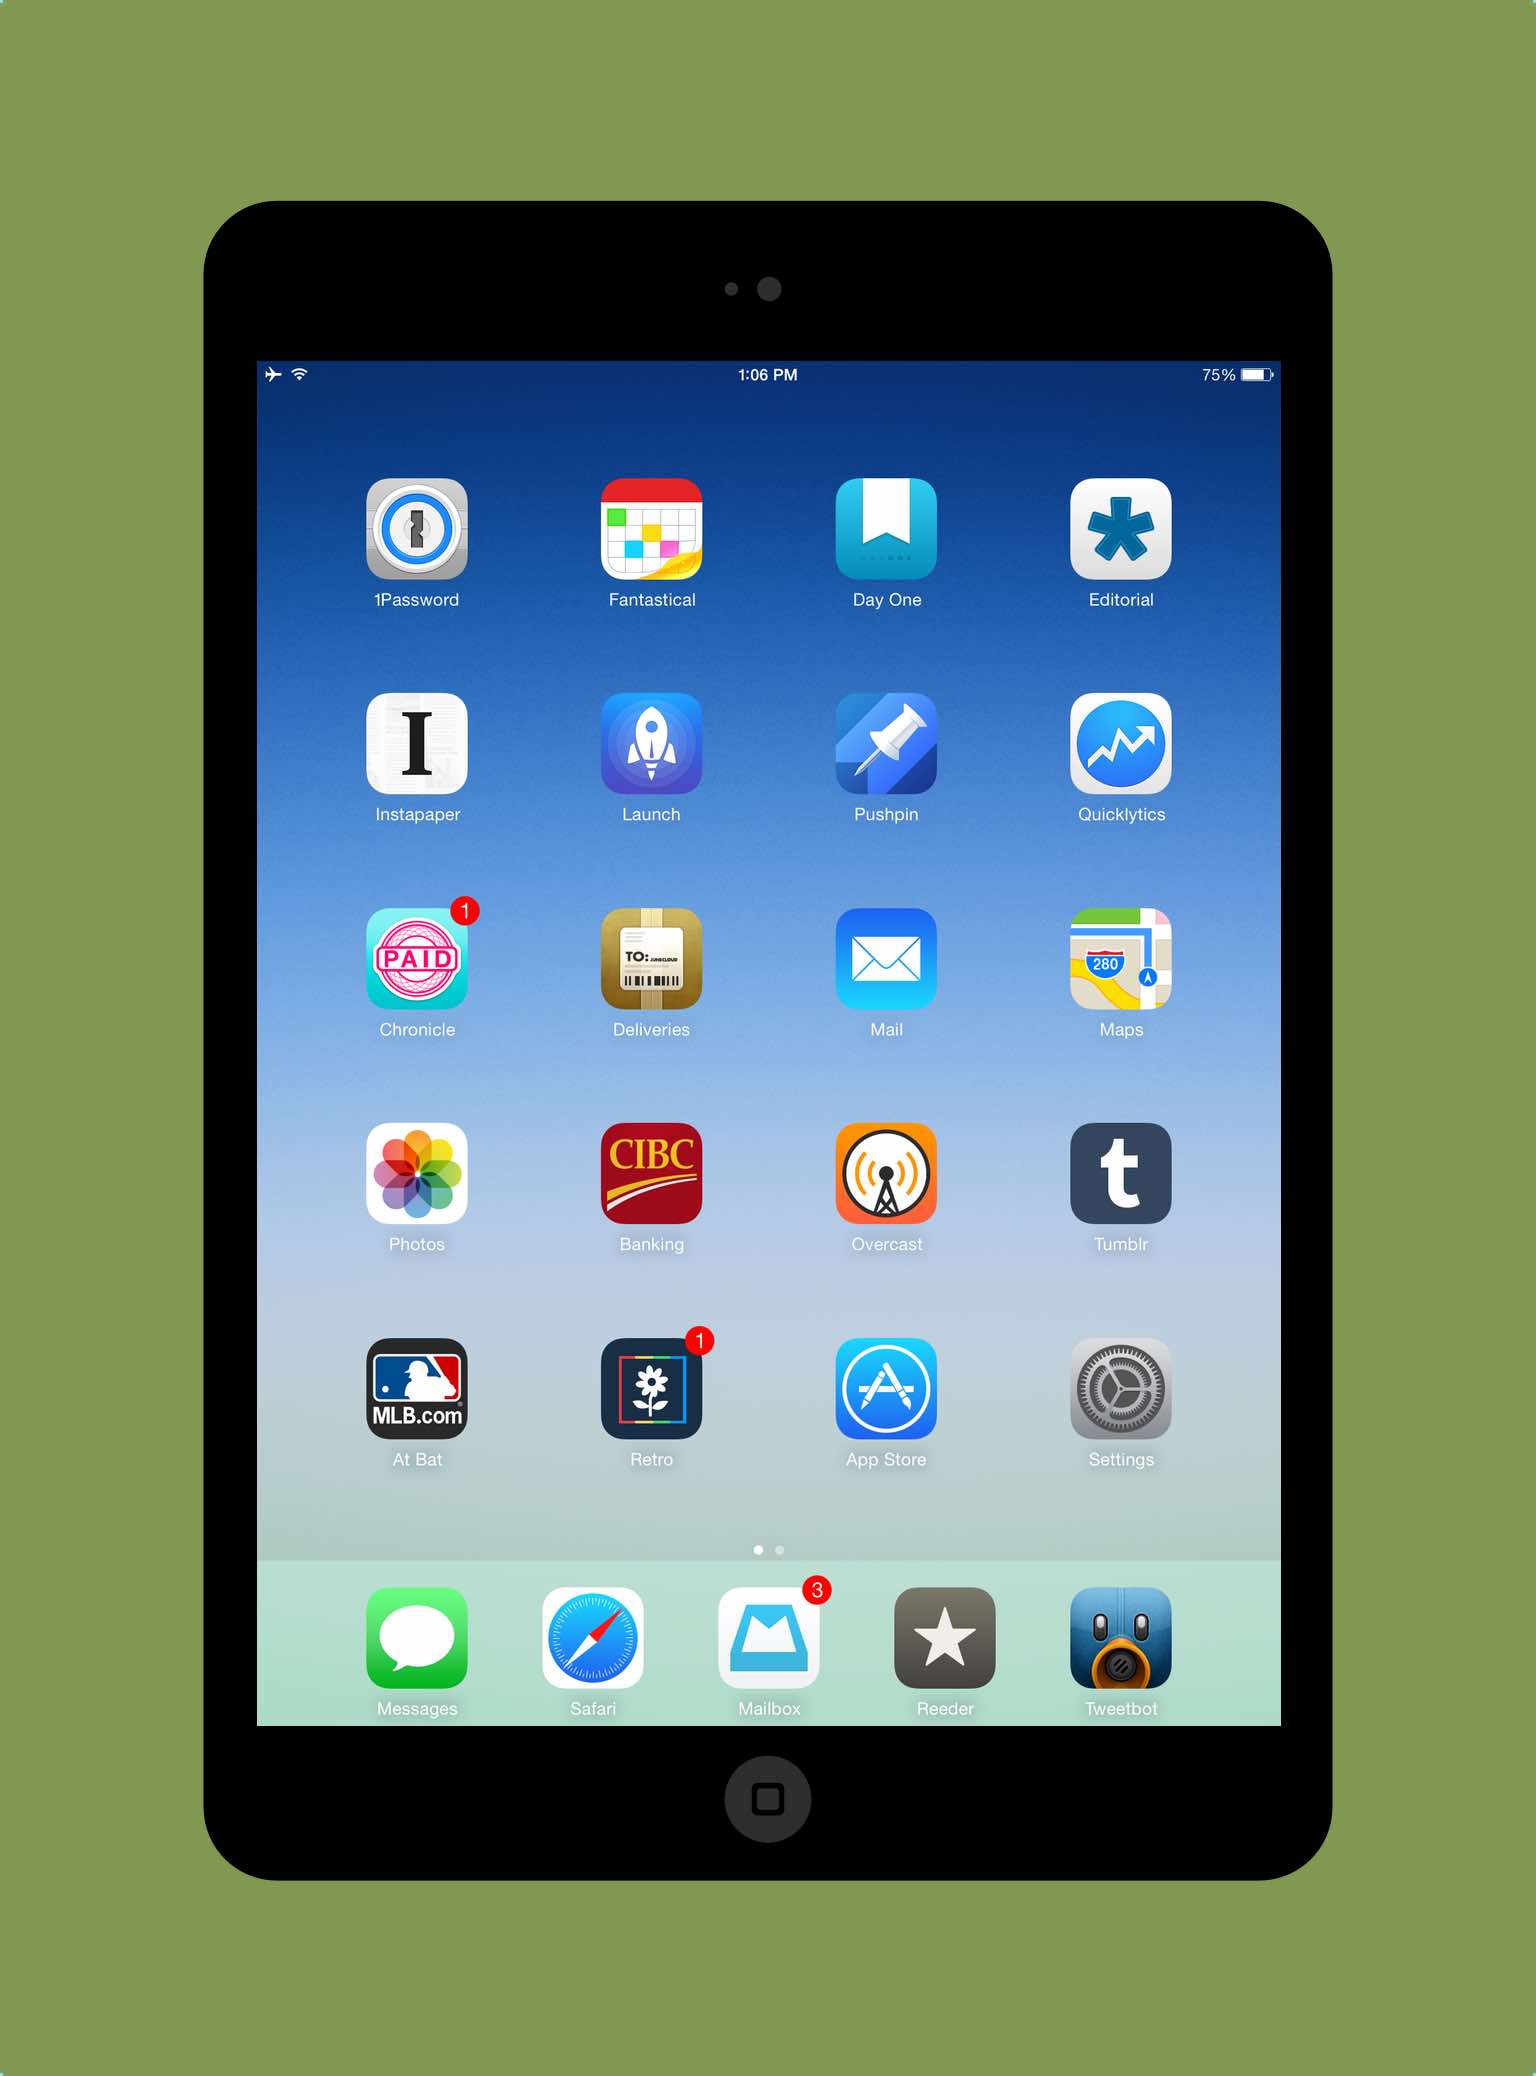 1:06 PM 75%
1Password Fantastical Day One Editorial
I
Instapaper Launch Pushpin Quicklytics
1
PAID TO: JUNECLOUD 280
Chronicle Deliveries Mail Maps
CIBC t
Photos Banking Overcast Tumblr
1
MLB.com
At Bat Retro App Store Settings
3
Messages Safari Mailbox Reeder Tweetbot